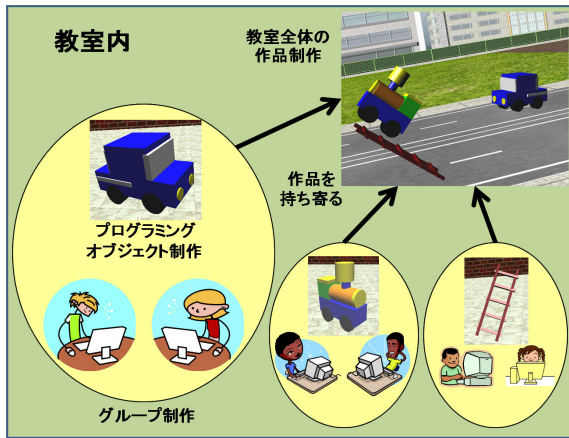 教室内
教室全体の
作品制作
作品を
持ち寄る
プログラミング
オブジェクト制作
グループ制作